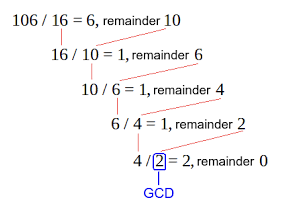 106 / 16 = 6, remainder 10
16 / 10 = 1, remainder 6
10 / 6 = 1, remainder 4
6 / 4 = 1, remainder 2
4 / 2 = 2, remainder 0
GCD